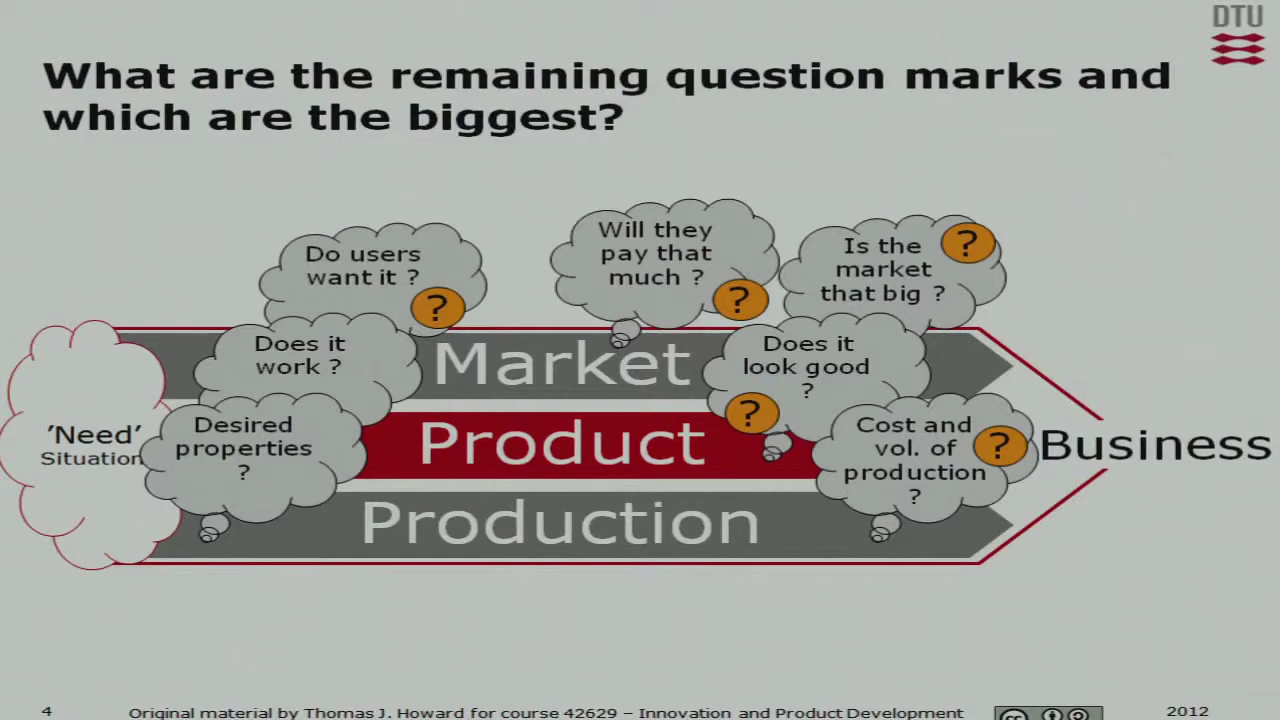 DTU
What are the remaining question marks and
which are the biggest?
Do users
want it ?
?
Will they
pay that
much ?
?
Is the
market
that big ?
?
Does it
work ?
Market
Does it
look good
?
?
Desired
properties
?
'Need'
Situation
Product
Cost and
vol. of
production
?
?
Business
Production
4
Original material by Thomas J. Howard for course 42629 – Innovation and Product Development
cc
2012